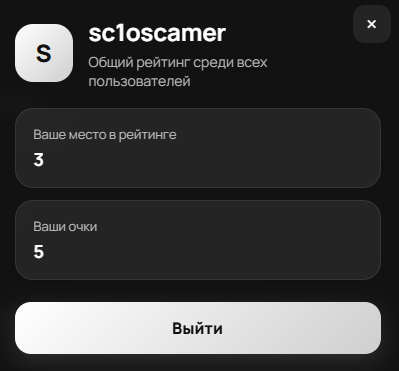 S
sc1oscamer
Общий рейтинг среди всех
пользователей
×
Ваше место в рейтинге
3
Ваши очки
5
Выйти